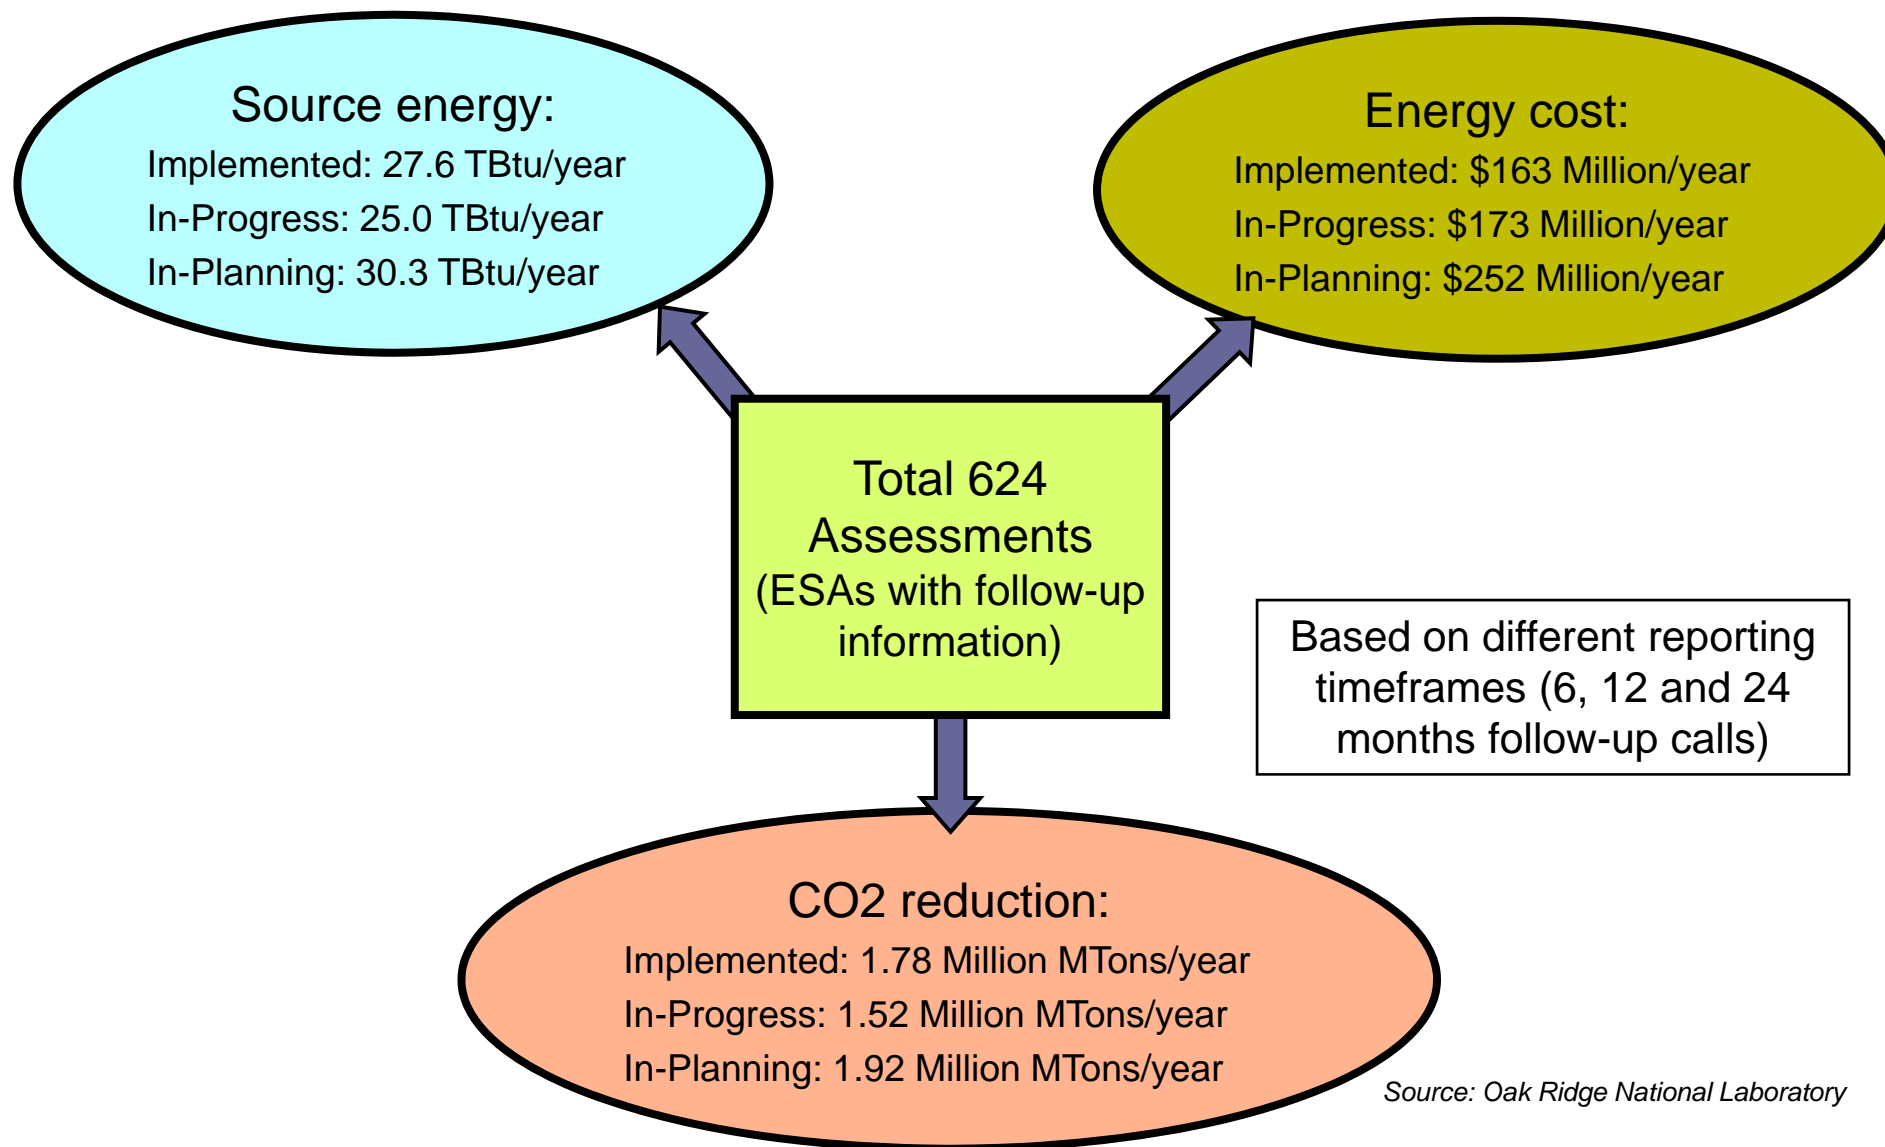 Source energy:
Implemented: 27.6 TBtu/year
In-Progress: 25.0 TBtu/year
In-Planning: 30.3 TBtu/year
Energy cost:
Implemented: $163 Million/year
In-Progress: $173 Million/year
In-Planning: $252 Million/year
Total 624
Assessments
(ESAs with follow-up
information)
Based on different reporting
timeframes (6, 12 and 24
months follow-up calls)
CO2 reduction:
Implemented: 1.78 Million MTons/year
In-Progress: 1.52 Million MTons/year
In-Planning: 1.92 Million MTons/year
Source: Oak Ridge National Laboratory